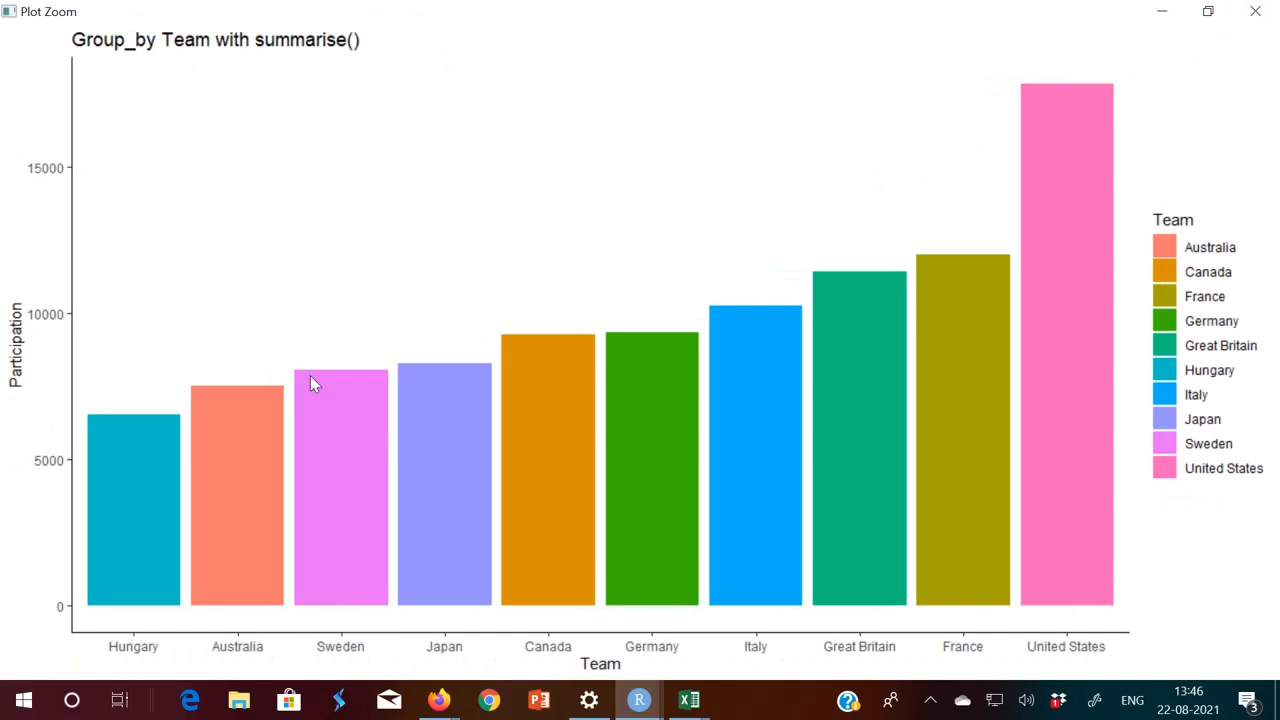 Plot Zoom
Group_by Team with summarise()
15000
10000
5000
0
Participation
Hungary Australia Sweden Japan Canada Germany Italy Great Britain France United States
Team
Team
Australia
Canada
France
Germany
Great Britain
Hungary
Italy
Japan
Sweden
United States
ENG
13:46
22-08-2021
3